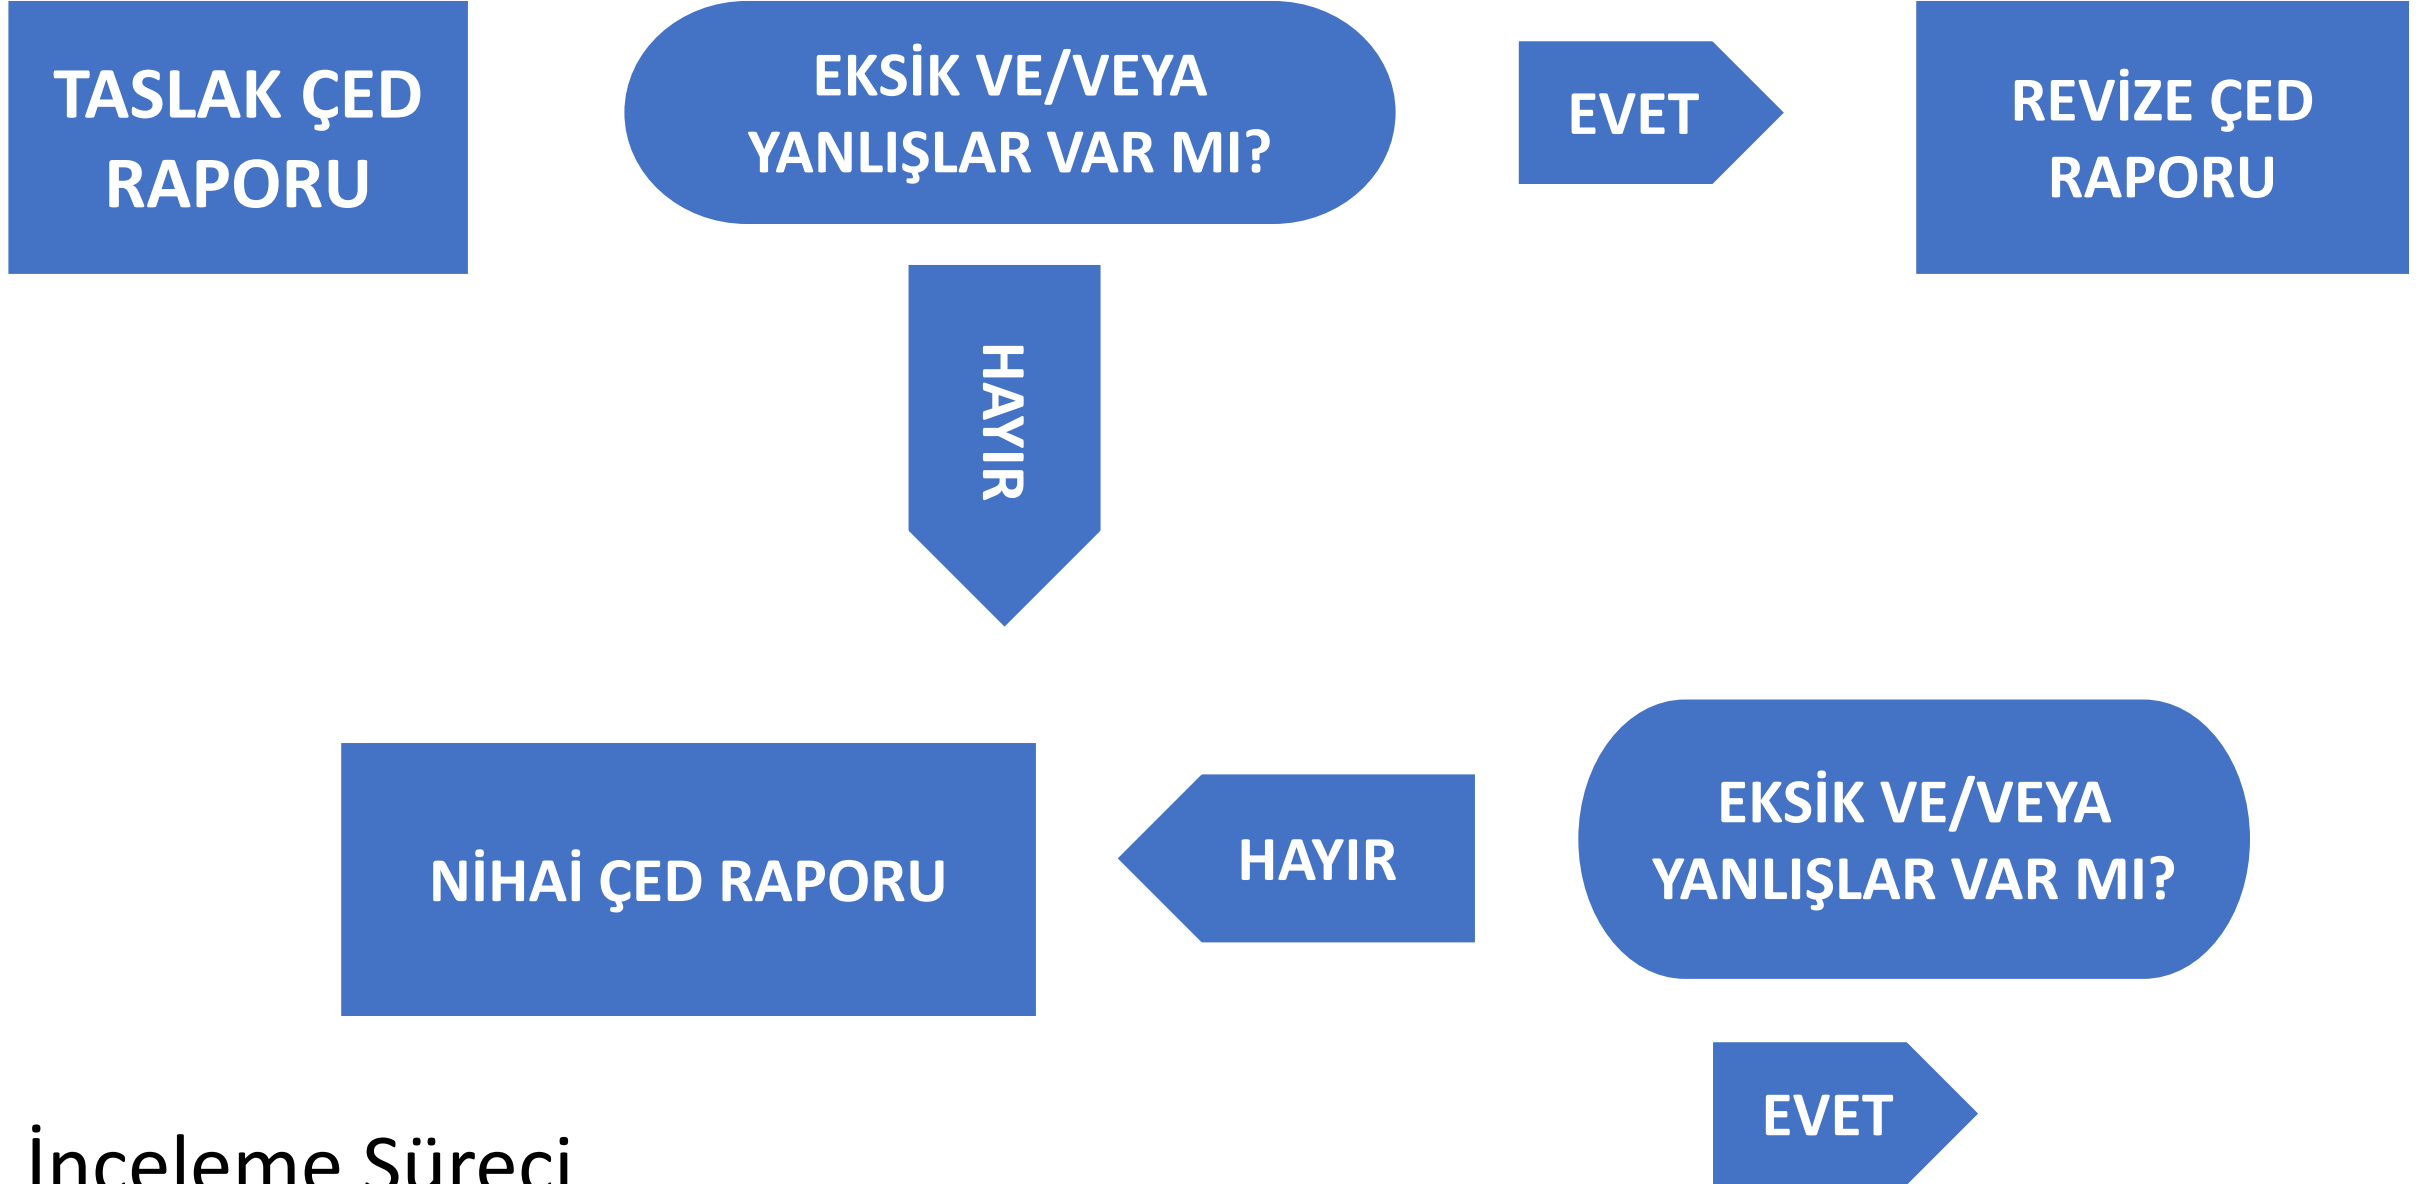 TASLAK ÇED
RAPORU
EKSİK VE/VEYA
YANLIŞLAR VAR MI?
EVET
REVİZE ÇED
RAPORU
HAYIR
NİHAİ ÇED RAPORU
HAYIR
EKSİK VE/VEYA
YANLIŞLAR VAR MI?
EVET
İnceleme Süreci